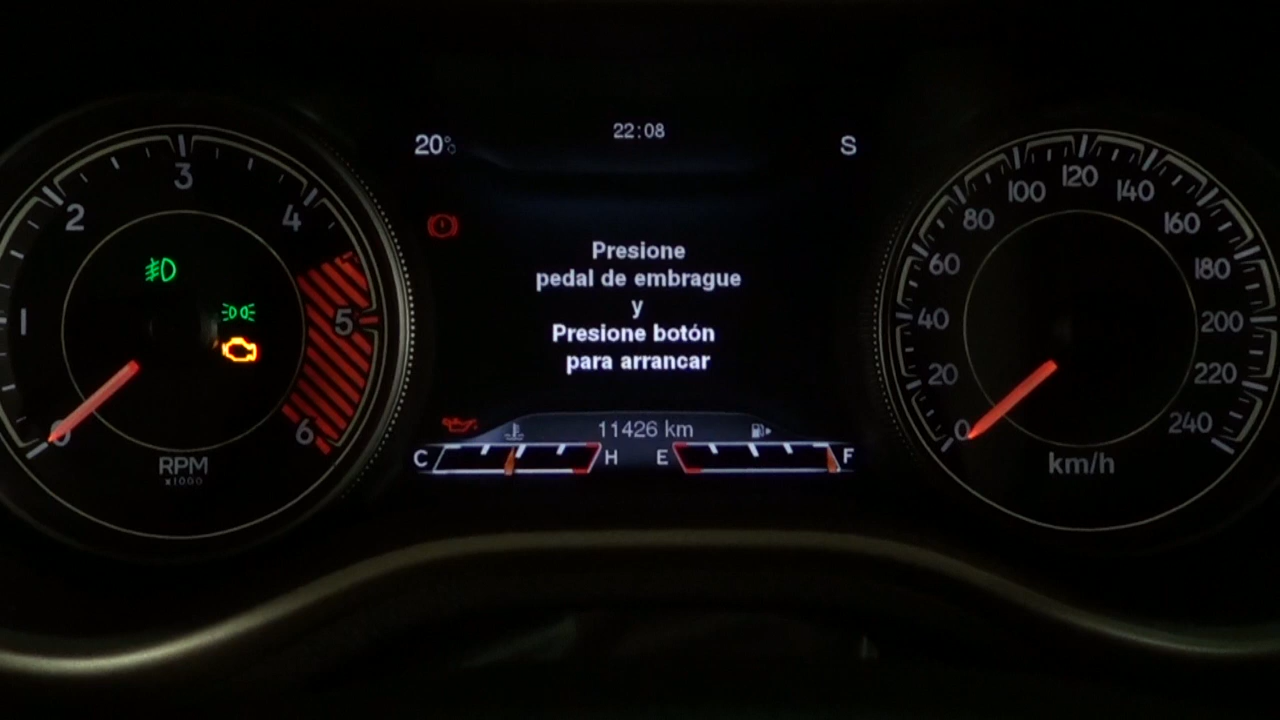 20°c
22:08
S
0
1
2
3
4
5
6
RPM
x1000
Presione
pedal de embrague
y
Presione botón
para arrancar
11426 km
C
H
E
F
0
20
40
60
80
100
120
140
160
180
200
220
240
km/h